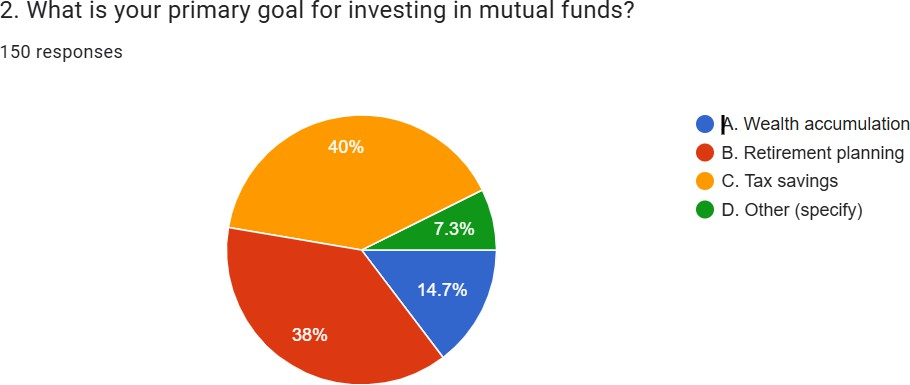 2. What is your primary goal for investing in mutual funds?
150 responses
A. Wealth accumulation
B. Retirement planning
C. Tax savings
D. Other (specify)
40%
7.3%
14.7%
38%